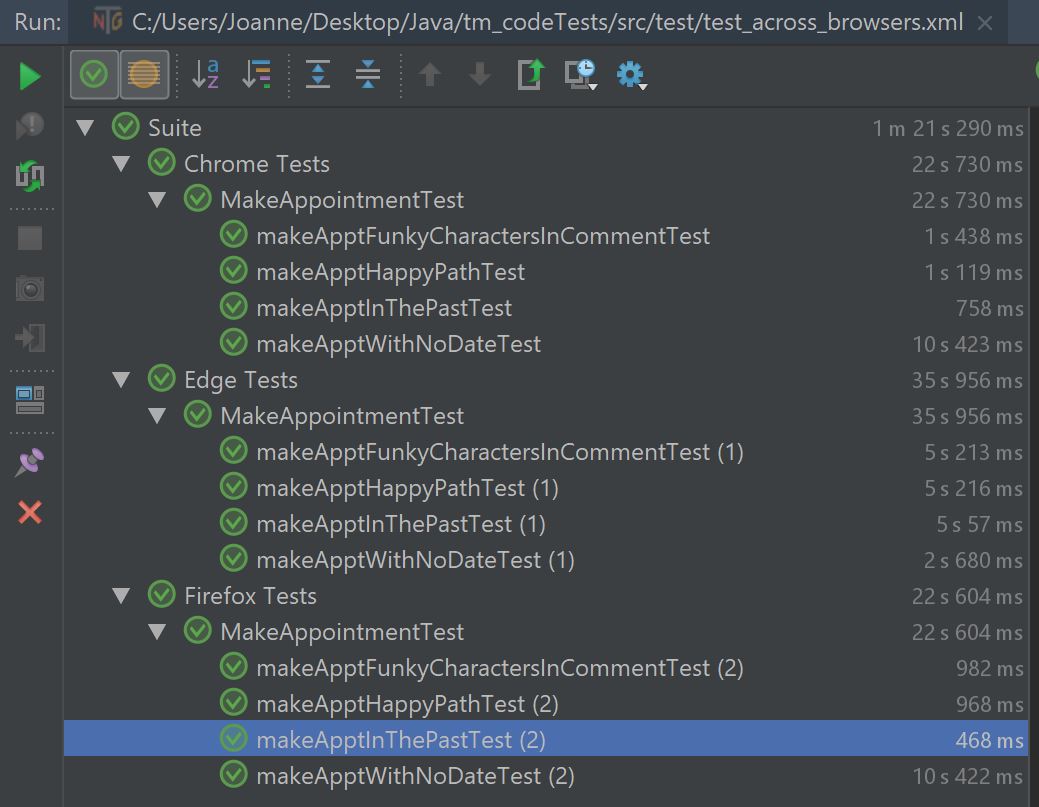 Run: NTG C:/Users/Joanne/Desktop/Java/tm_codeTests/src/test/test_across_browsers.xml
Suite 1 m 21 s 290 ms
Chrome Tests 22 s 730 ms
MakeAppointmentTest 22 s 730 ms
makeApptFunkyCharactersInCommentTest 1 s 438 ms
makeApptHappyPathTest 1 s 119 ms
makeApptInThePastTest 758 ms
makeApptWithNoDateTest 10 s 423 ms
Edge Tests 35 s 956 ms
MakeAppointmentTest 35 s 956 ms
makeApptFunkyCharactersInCommentTest (1) 5 s 213 ms
makeApptHappyPathTest (1) 5 s 216 ms
makeApptInThePastTest (1) 5 s 57 ms
makeApptWithNoDateTest (1) 2 s 680 ms
Firefox Tests 22 s 604 ms
MakeAppointmentTest 22 s 604 ms
makeApptFunkyCharactersInCommentTest (2) 982 ms
makeApptHappyPathTest (2) 968 ms
makeApptInThePastTest (2) 468 ms
makeApptWithNoDateTest (2) 10 s 422 ms